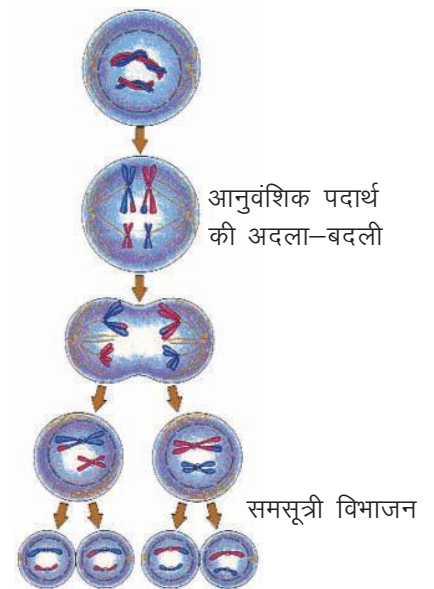 आनुवंशिक पदार्थ
की अदला–बदली
समसूत्री विभाजन